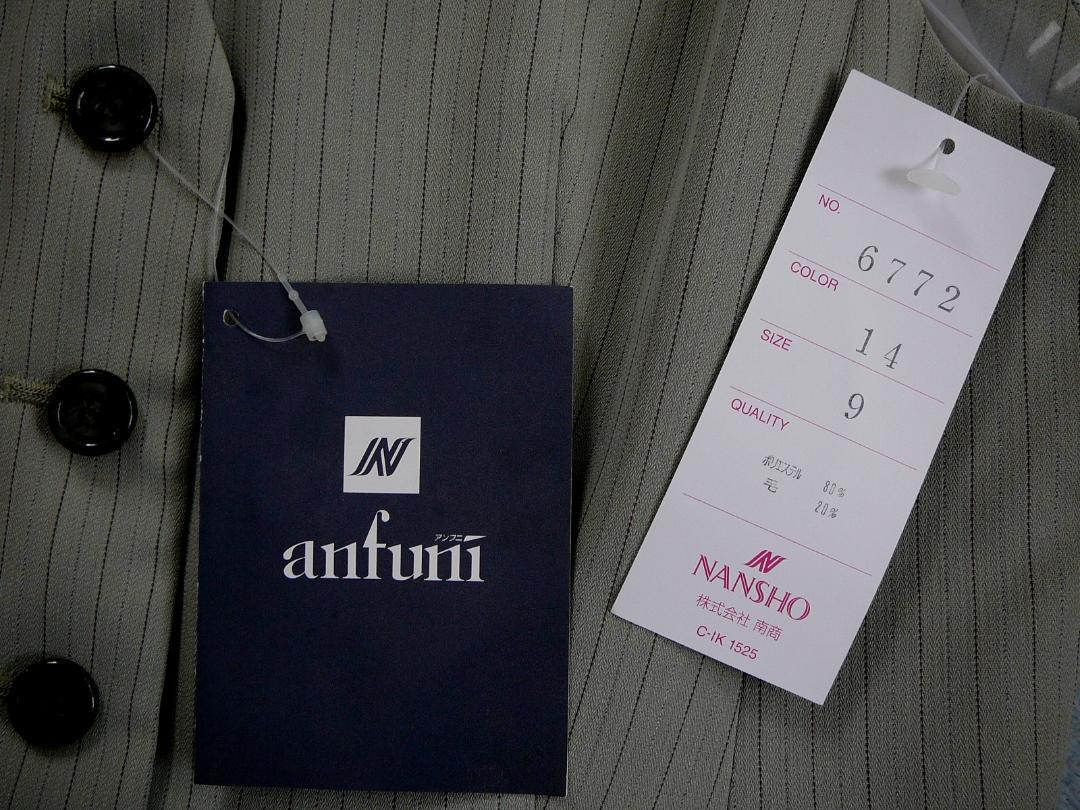 アンフニ
anfuni
NO.
6772
COLOR
14
SIZE
9
QUALITY
ポリエステル 80%
毛 20%
NANSHO
株式会社 南商
C-IK 1525